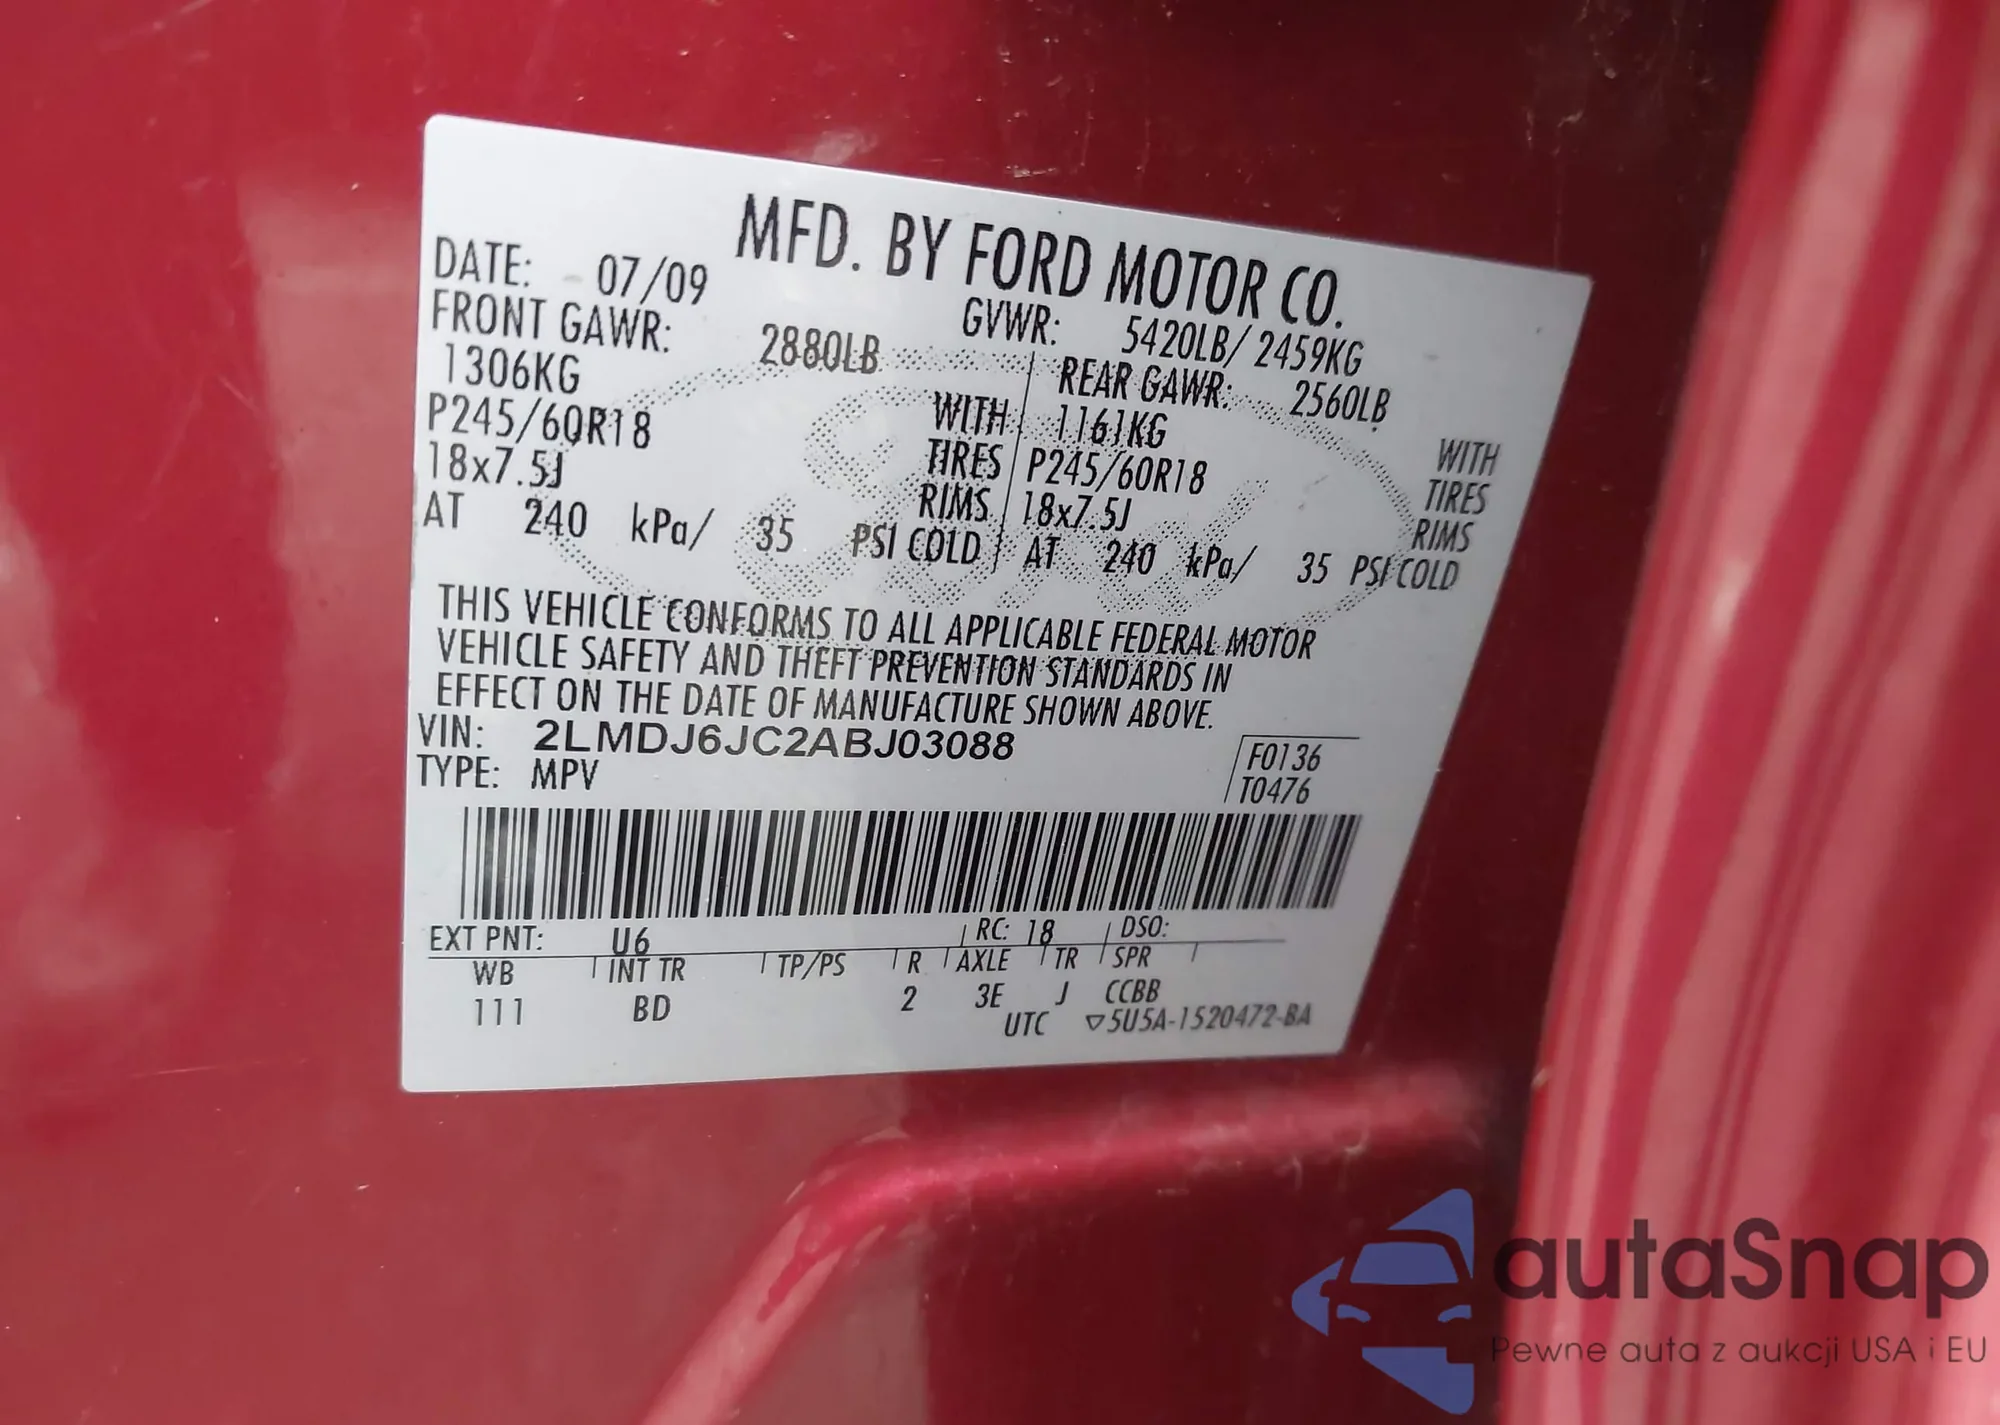 MFD. BY FORD MOTOR CO.
DATE: 07/09 GVWR: 5420LB/ 2459KG
FRONT GAWR: 2880LB REAR GAWR: 2560LB
1306KG WITH 1161KG WITH
P245/60R18 TIRES P245/60R18 TIRES
18x7.5J RIMS 18x7.5J RIMS
AT 240 kPa/ 35 PSI COLD AT 240 kPa/ 35 PSI COLD
THIS VEHICLE CONFORMS TO ALL APPLICABLE FEDERAL MOTOR
VEHICLE SAFETY AND THEFT PREVENTION STANDARDS IN
EFFECT ON THE DATE OF MANUFACTURE SHOWN ABOVE.
VIN: 2LMDJ6JC2ABJ03088 F0136
TYPE: MPV T0476
EXT PNT: U6 RC: 18 DSO:
WB INT TR TP/PS R AXLE TR SPR
111 BD 2 3E J CCBB
UTC ▽5U5A-1520472-BA
autaSnap
Pewne auta z aukcji USA i EU